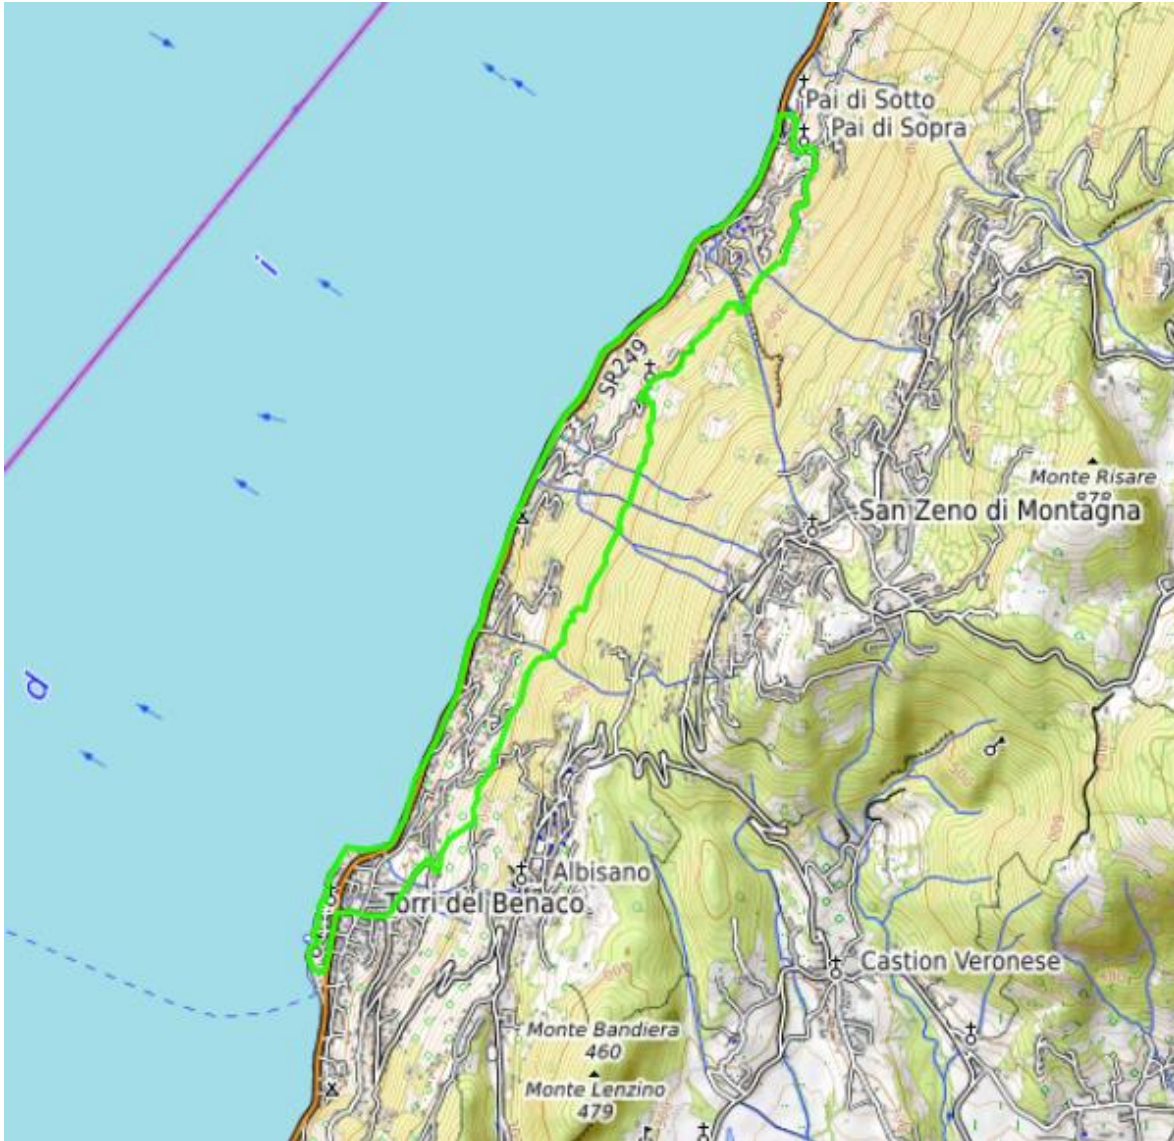 Pai di Sotto
Pai di Sopra
i
SR249
Monte Risare
878
San Zeno di Montagna
d
Albisano
Torri del Benaco
Castion Veronese
Monte Bandiera
460
Monte Lenzino
479